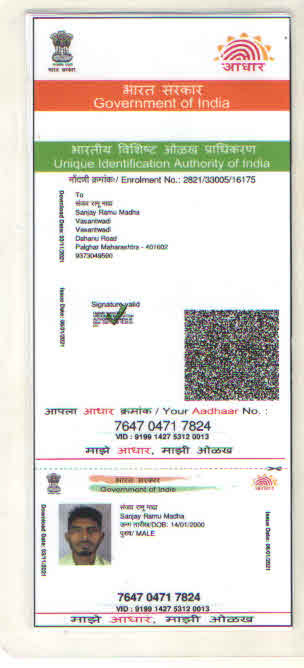 भारत सरकार
आधार
भारत सरकार
Government of India
भारतीय विशिष्ट ओळख प्राधिकरण
Unique Identification Authority of India
नोंदणी क्रमांकः/ Enrolment No.: 2821/33005/16175
Download Date: 03/11/2021
Issue Date: 06/01/2021
To
संजय रामू माढा
Sanjay Ramu Madha
Vasantwadi
Vasantwadi
Dahanu Road
Palghar Maharashtra - 401602
9373049590
Signature valid
आपला आधार क्रमांक / Your Aadhaar No. :
7647 0471 7824
VID : 9199 1427 5312 0013
माझे आधार, माझी ओळख
भारत सरकार
Government of India
आधार
Download Date: 03/11/2021
संजय रामू माढा
Sanjay Ramu Madha
जन्म तारीख/DOB: 14/01/2000
पुरुष/ MALE
Issue Date: 06/01/2021
7647 0471 7824
VID : 9199 1427 5312 0013
माझे आधार, माझी ओळख